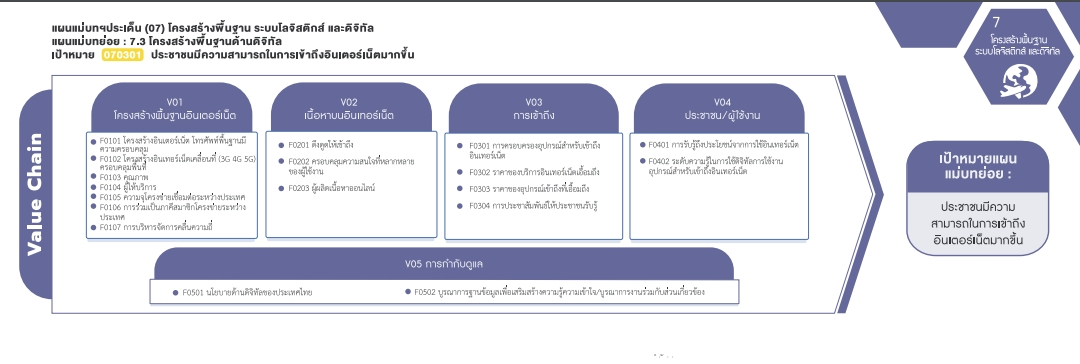 แผนแม่บทฯประเด็น (07) โครงสร้างพื้นฐาน ระบบโลจิสติกส์ และดิจิทัล
แผนแม่บทย่อย : 7.3 โครงสร้างพื้นฐานด้านดิจิทัล
เป้าหมาย 070301 ประชาชนมีความสามารถในการเข้าถึงอินเตอร์เน็ตมากขึ้น
7
โครงสร้างพื้นฐาน
ระบบโลจิสติกส์ และดิจิทัล
Value Chain
V01
โครงสร้างพื้นฐานอินเตอร์เน็ต
F0101 โครงสร้างอินเตอร์เน็ต โทรศัพท์พื้นฐานมี
ความครอบคลุม
F0102 โครงสร้างอินเทอร์เน็ตเคลื่อนที่ (3G 4G 5G)
ครอบคลุมพื้นที่
F0103 คุณภาพ
F0104 ผู้ให้บริการ
F0105 ความจุโครงข่ายเชื่อมต่อระหว่างประเทศ
F0106 การร่วมเป็นภาคีสมาชิกโครงข่ายระหว่าง
ประเทศ
F0107 การบริหารจัดการคลื่นความถี่
V02
เนื้อหาบนอินเทอร์เน็ต
F0201 ดึงดูดให้เข้าถึง
F0202 ครอบคลุมความสนใจที่หลากหลาย
ของผู้ใช้งาน
F0203 ผู้ผลิตเนื้อหาออนไลน์
V03
การเข้าถึง
F0301 การครอบครองอุปกรณ์สำหรับเข้าถึง
อินเทอร์เน็ต
F0302 ราคาของบริการอินเทอร์เน็ตเอื้อมถึง
F0303 ราคาของอุปกรณ์เข้าถึงที่เอื้อมถึง
F0304 การประชาสัมพันธ์ให้ประชาชนรับรู้
V04
ประชาชน/ผู้ใช้งาน
F0401 การรับรู้ถึงประโยชน์จากการใช้อินเทอร์เน็ต
F0402 ระดับความรู้ในการใช้ดิจิทัลการใช้งาน
อุปกรณ์สำหรับเข้าถึงอินเทอร์เน็ต
V05 การกำกับดูแล
F0501 นโยบายด้านดิจิทัลของประเทศไทย
F0502 บูรณาการฐานข้อมูลเพื่อเสริมสร้างความรู้ความเข้าใจ/บูรณาการงานร่วมกับส่วนเกี่ยวข้อง
เป้าหมายแผน
แม่บทย่อย :
ประชาชนมีความ
สามารถในการเข้าถึง
อินเตอร์เน็ตมากขึ้น